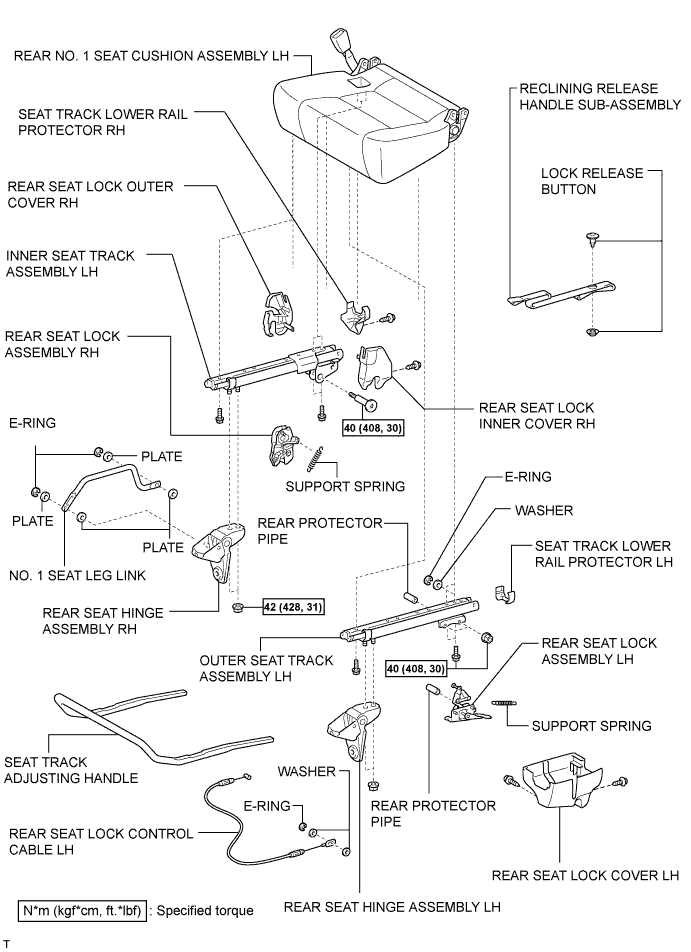 REAR NO. 1 SEAT CUSHION ASSEMBLY LH
RECLINING RELEASE
HANDLE SUB-ASSEMBLY
SEAT TRACK LOWER RAIL
PROTECTOR RH
LOCK RELEASE
BUTTON
REAR SEAT LOCK OUTER
COVER RH
INNER SEAT TRACK
ASSEMBLY LH
REAR SEAT LOCK
ASSEMBLY RH
REAR SEAT LOCK
INNER COVER RH
40 (408, 30)
E-RING
PLATE
SUPPORT SPRING
E-RING
WASHER
PLATE
PLATE
REAR PROTECTOR
PIPE
SEAT TRACK LOWER
RAIL PROTECTOR LH
NO. 1 SEAT LEG LINK
REAR SEAT HINGE
ASSEMBLY RH
42 (428, 31)
OUTER SEAT TRACK
ASSEMBLY LH
40 (408, 30)
REAR SEAT LOCK
ASSEMBLY LH
SUPPORT SPRING
SEAT TRACK
ADJUSTING HANDLE
WASHER
E-RING
REAR PROTECTOR
PIPE
REAR SEAT LOCK CONTROL
CABLE LH
REAR SEAT LOCK COVER LH
REAR SEAT HINGE ASSEMBLY LH
N*m (kgf*cm, ft.*lbf) : Specified torque
T